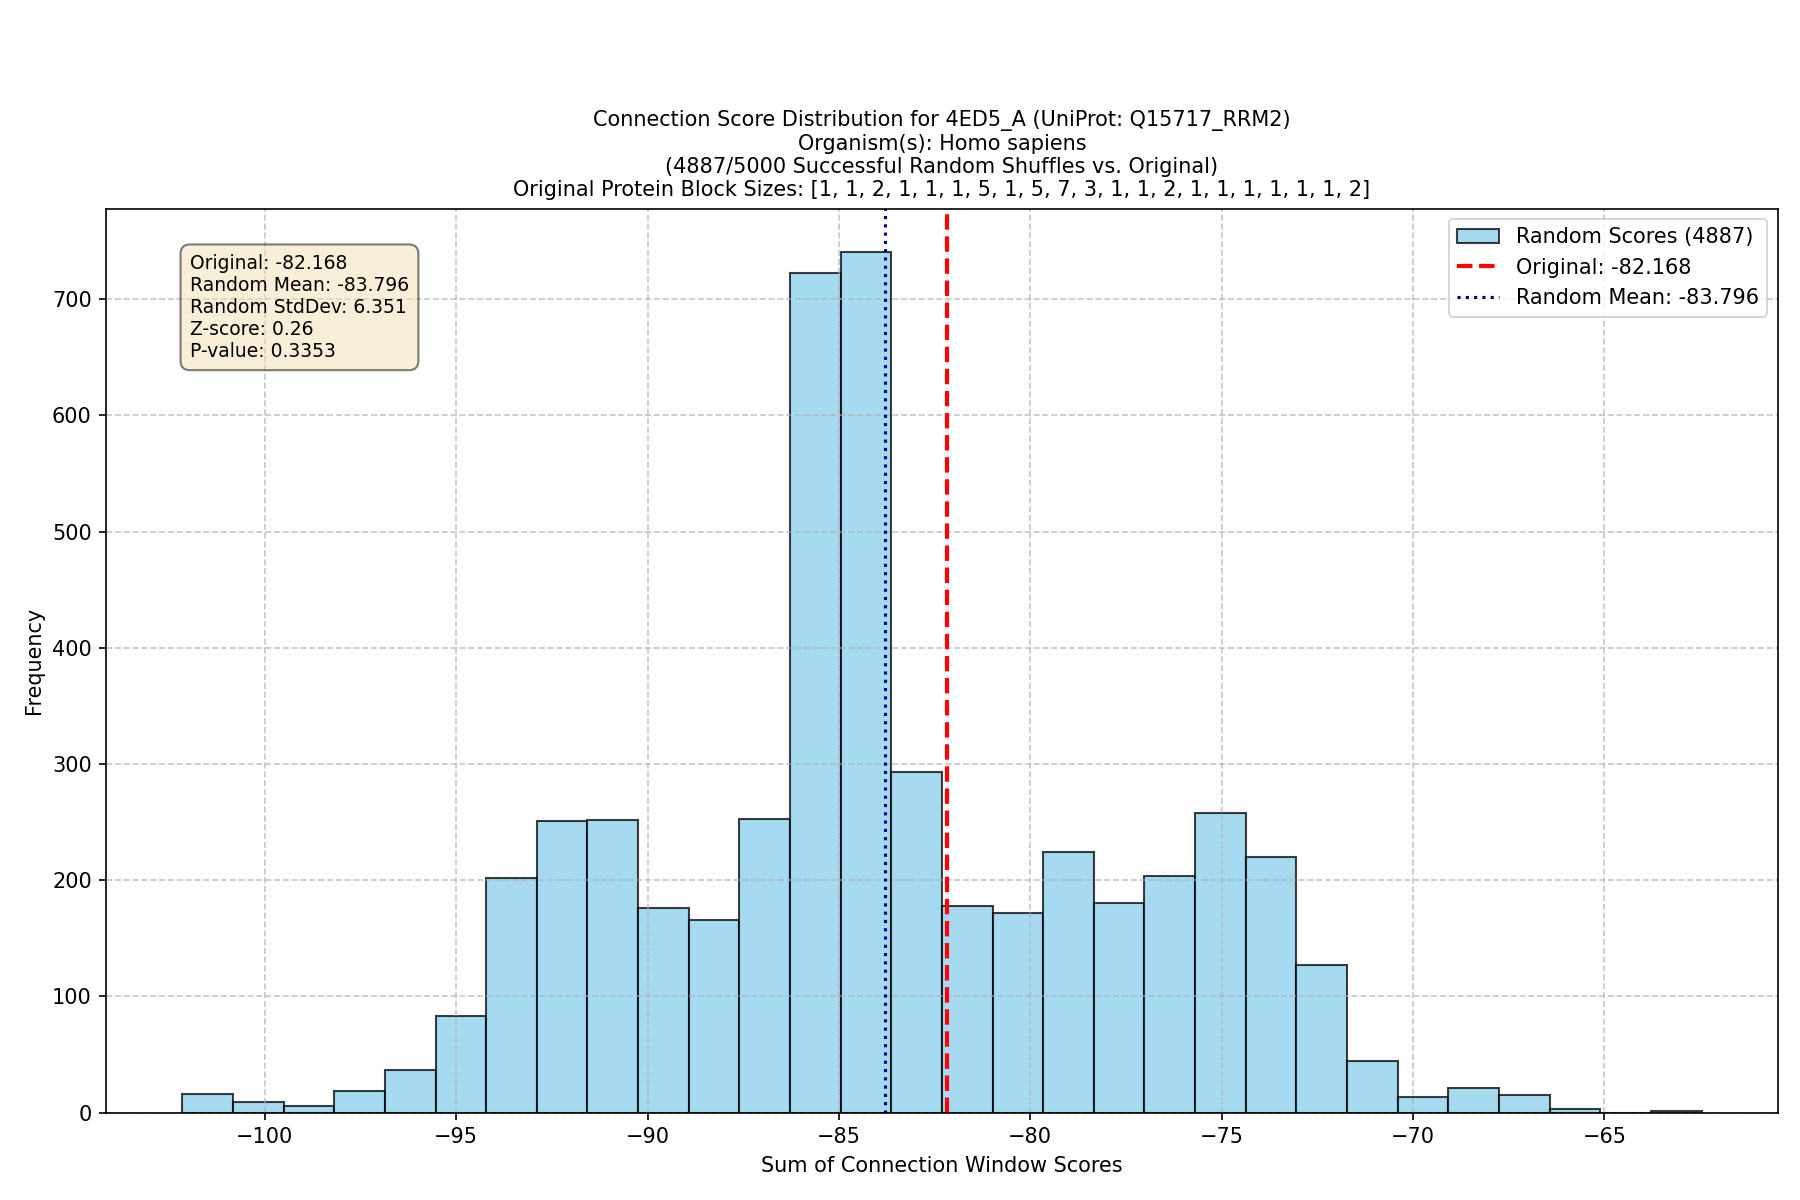 Connection Score Distribution for 4ED5_A (UniProt: Q15717_RRM2)
Organism(s): Homo sapiens
(4887/5000 Successful Random Shuffles vs. Original)
Original Protein Block Sizes: [1, 1, 2, 1, 1, 1, 5, 1, 5, 7, 3, 1, 1, 2, 1, 1, 1, 1, 1, 1, 2]
Original: -82.168
Random Mean: -83.796
Random StdDev: 6.351
Z-score: 0.26
P-value: 0.3353
Random Scores (4887)
Original: -82.168
Random Mean: -83.796
Frequency
700
600
500
400
300
200
100
0
−100
−95
−90
−85
−80
−75
−70
−65
Sum of Connection Window Scores